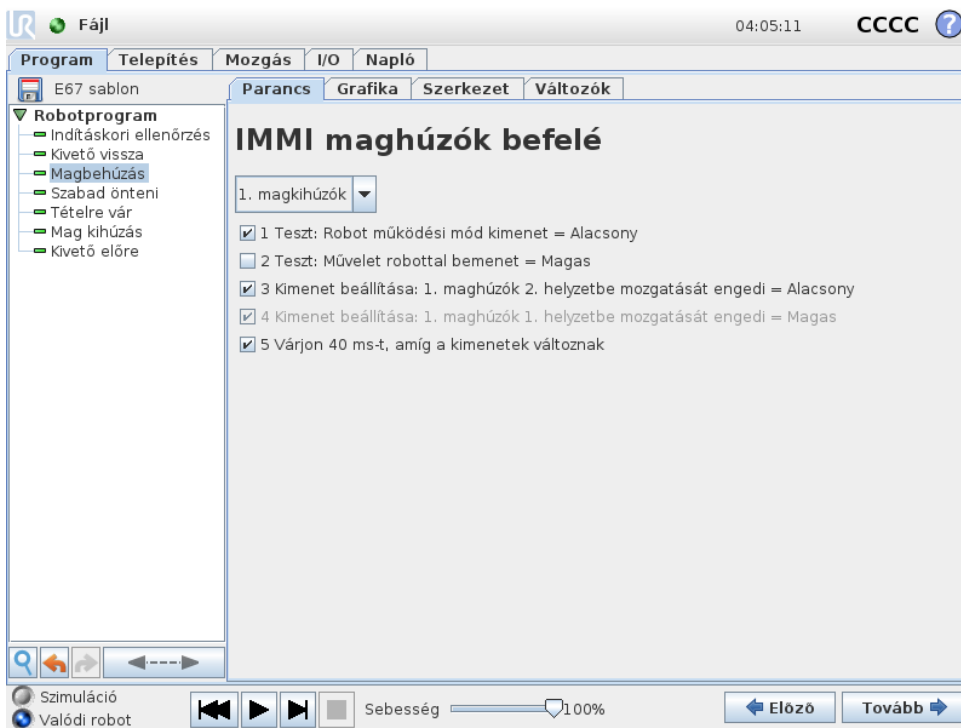 UR Fájl 04:05:11 CCCC ?
Program Telepítés Mozgás I/O Napló
E67 sablon
Parancs Grafika Szerkezet Változók
Robotprogram
Indításkori ellenőrzés
Kivető vissza
Magbehúzás
Szabad önteni
Tételre vár
Mag kihúzás
Kivető előre
IMMI maghúzók befelé
1. magkihúzók
1 Teszt: Robot működési mód kimenet = Alacsony
2 Teszt: Művelet robottal bemenet = Magas
3 Kimenet beállítása: 1. maghúzók 2. helyzetbe mozgatását engedi = Alacsony
4 Kimenet beállítása: 1. maghúzók 1. helyzetbe mozgatását engedi = Magas
5 Várjon 40 ms-t, amíg a kimenetek változnak
Szimuláció
Valódi robot
Sebesség 100%
Előző
Tovább